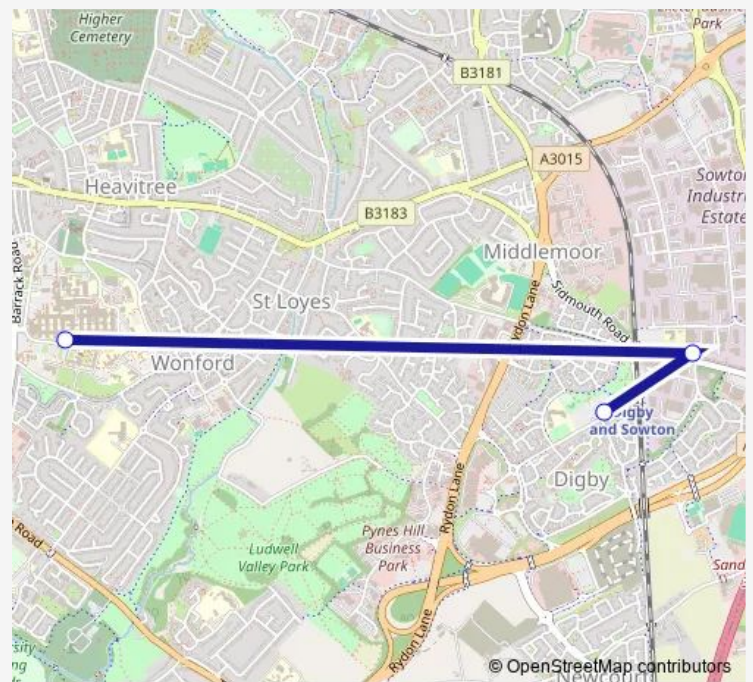 Higher
Cemetery
Park
B3181
A3015
Sowton
Industri
Estate
Heavitree
B3183
Middlemoor
Barrack Road
St Loyes
Sidmouth Road
ydon Lane
Wonford
Digby
and Sowton
Digby
Rydon Lane
Pynes Hill
Business
Park
Ludwell
Valley Park
Road
Sand
Rydon Lane
© OpenStreetMap contributors
Newcourt